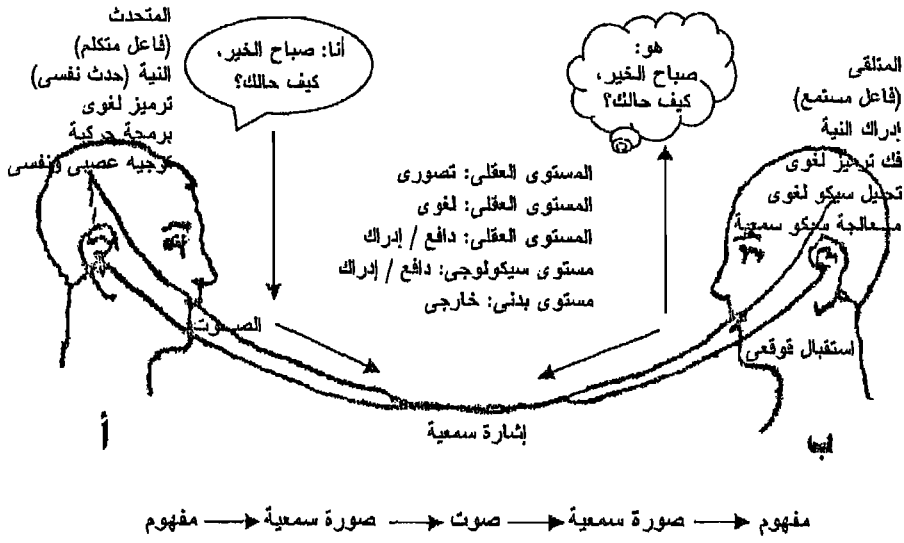 المتحدث
(فاعل متكلم)
النية (حدث نفسى)
ترميز لغوى
برمجة حركية
توجيه عصبى ونفسى
أنا: صباح الخير،
كيف حالك؟
هو:
صباح الخير،
كيف حالك؟
المتلقى
(فاعل مستمع)
إدراك النية
فك ترميز لغوى
تحليل سيكو لغوى
معالجة سيكو سمعية
المستوى العقلى: تصورى
المستوى العقلى: لغوى
المستوى العقلى: دافع / إدراك
مستوى سيكولوجى: دافع / إدراك
مستوى بدنى: خارجى
الصوت
استقبال قوقعى
إشارة سمعية
أ
ب
مفهوم ← صورة سمعية ← صوت ← صورة سمعية ← مفهوم